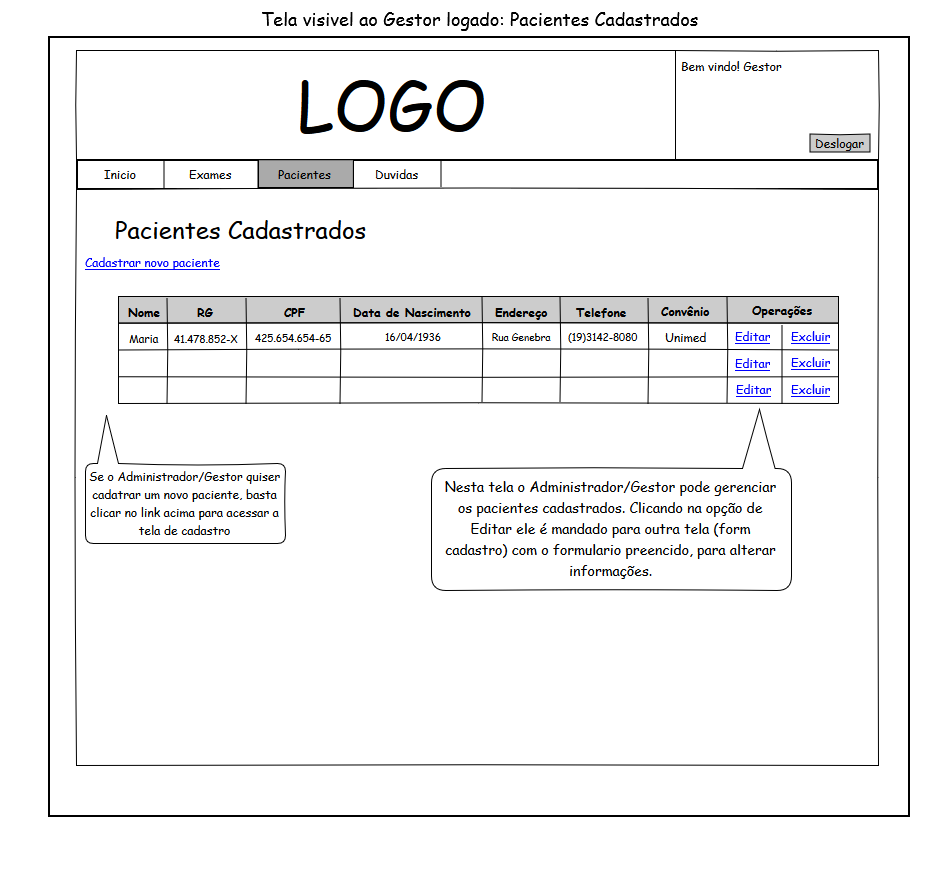 Tela visivel ao Gestor logado: Pacientes Cadastrados
LOGO
Bem vindo! Gestor
Deslogar
Inicio Exames Pacientes Duvidas
Pacientes Cadastrados
Cadastrar novo paciente
Nome RG CPF Data de Nascimento Endereço Telefone Convênio Operações
Maria 41.478.852-X 425.654.654-65 16/04/1936 Rua Genebra (19)3142-8080 Unimed Editar Excluir
Editar Excluir
Editar Excluir
Se o Administrador/Gestor quiser
cadatrar um novo paciente, basta
clicar no link acima para acessar a
tela de cadastro
Nesta tela o Administrador/Gestor pode gerenciar
os pacientes cadastrados. Clicando na opção de
Editar ele é mandado para outra tela (form
cadastro) com o formulario preencido, para alterar
informações.